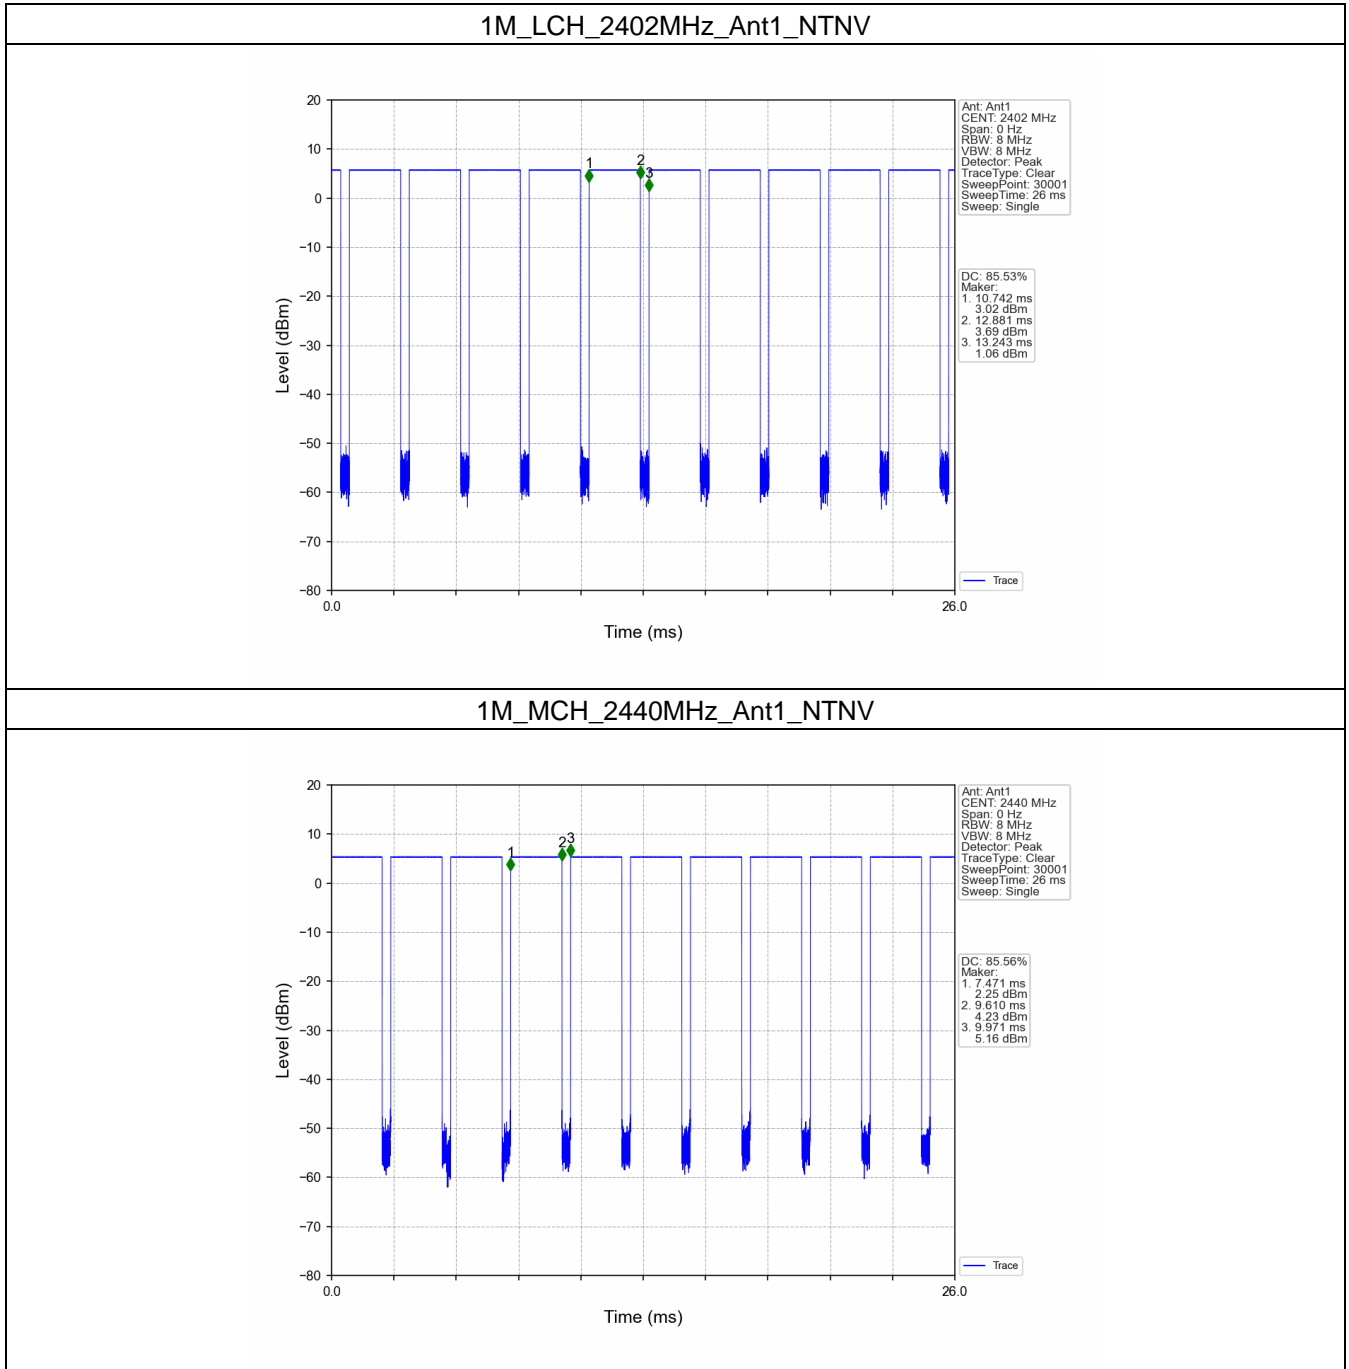 1M_LCH_2402MHz_Ant1_NTNV
20
10
0
−10
−20
−30
−40
−50
−60
−70
−80
Level (dBm)
1
2
3
0.0
26.0
Time (ms)
Ant: Ant1
CENT: 2402 MHz
Span: 0 Hz
RBW: 8 MHz
VBW: 8 MHz
Detector: Peak
TraceType: Clear
SweepPoint: 30001
SweepTime: 26 ms
Sweep: Single
DC: 85.53%
Maker:
1. 10.742 ms
3.02 dBm
2. 12.881 ms
3.69 dBm
3. 13.243 ms
1.06 dBm
Trace
1M_MCH_2440MHz_Ant1_NTNV
20
10
0
−10
−20
−30
−40
−50
−60
−70
−80
Level (dBm)
1
2
3
0.0
26.0
Time (ms)
Ant: Ant1
CENT: 2440 MHz
Span: 0 Hz
RBW: 8 MHz
VBW: 8 MHz
Detector: Peak
TraceType: Clear
SweepPoint: 30001
SweepTime: 26 ms
Sweep: Single
DC: 85.56%
Maker:
1. 7.471 ms
2.25 dBm
2. 9.610 ms
4.23 dBm
3. 9.971 ms
5.16 dBm
Trace